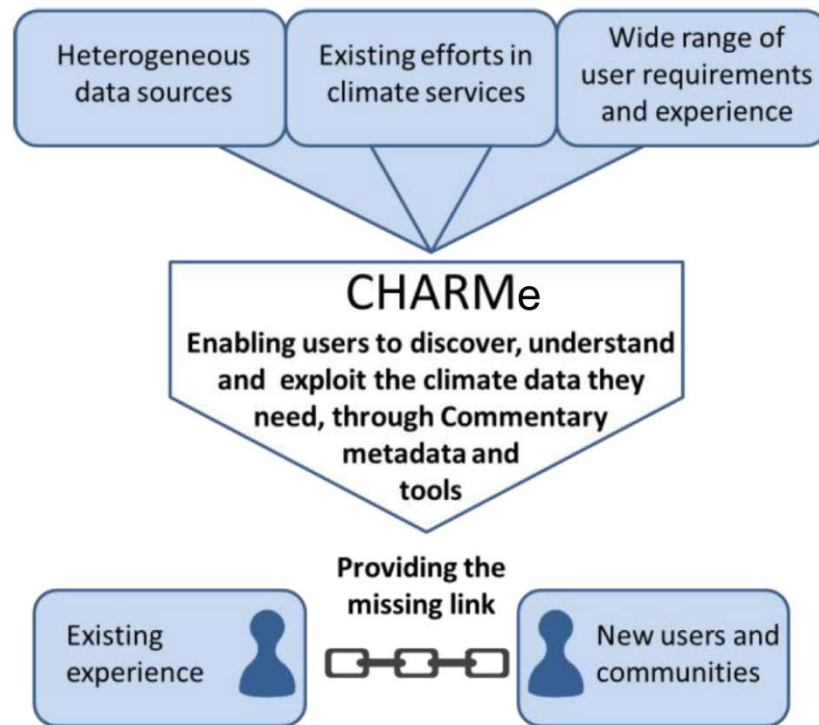 Heterogeneous
data sources
Existing efforts in
climate services
Wide range of
user requirements
and experience
CHARMe
Enabling users to discover, understand
and exploit the climate data they
need, through Commentary
metadata and
tools
Providing the
missing link
Existing
experience
New users and
communities